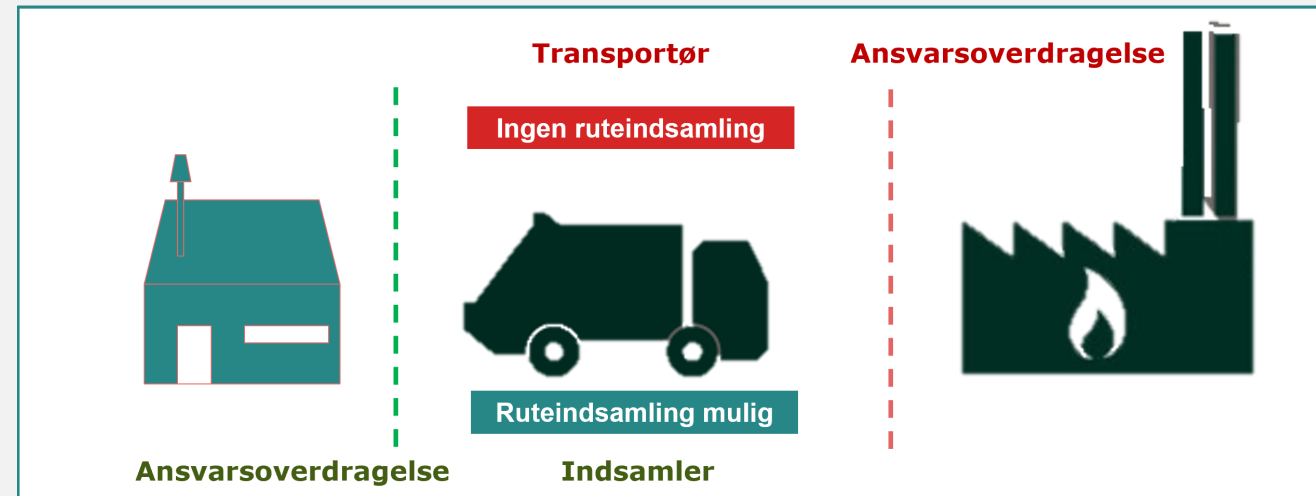 Transportør
Ansvarsoverdragelse
Ingen ruteindsamling
Ruteindsamling mulig
Ansvarsoverdragelse
Indsamler